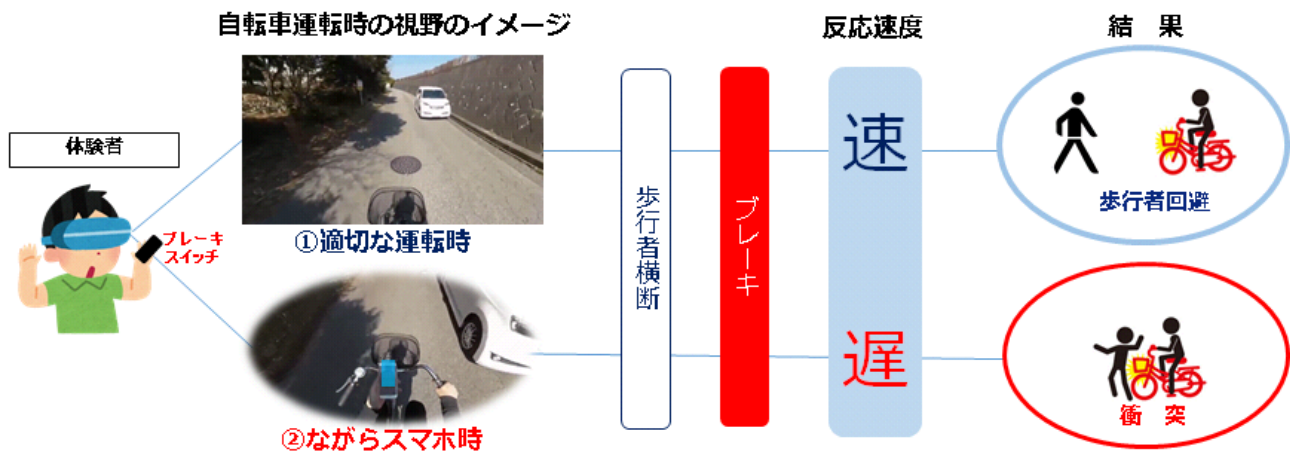 自転車運転時の視野のイメージ
反応速度
結　果
体験者
ブレーキ
スイッチ
①適切な運転時
②ながらスマホ時
歩行者横断
ブレーキ
速
遅
歩行者回避
衝　突